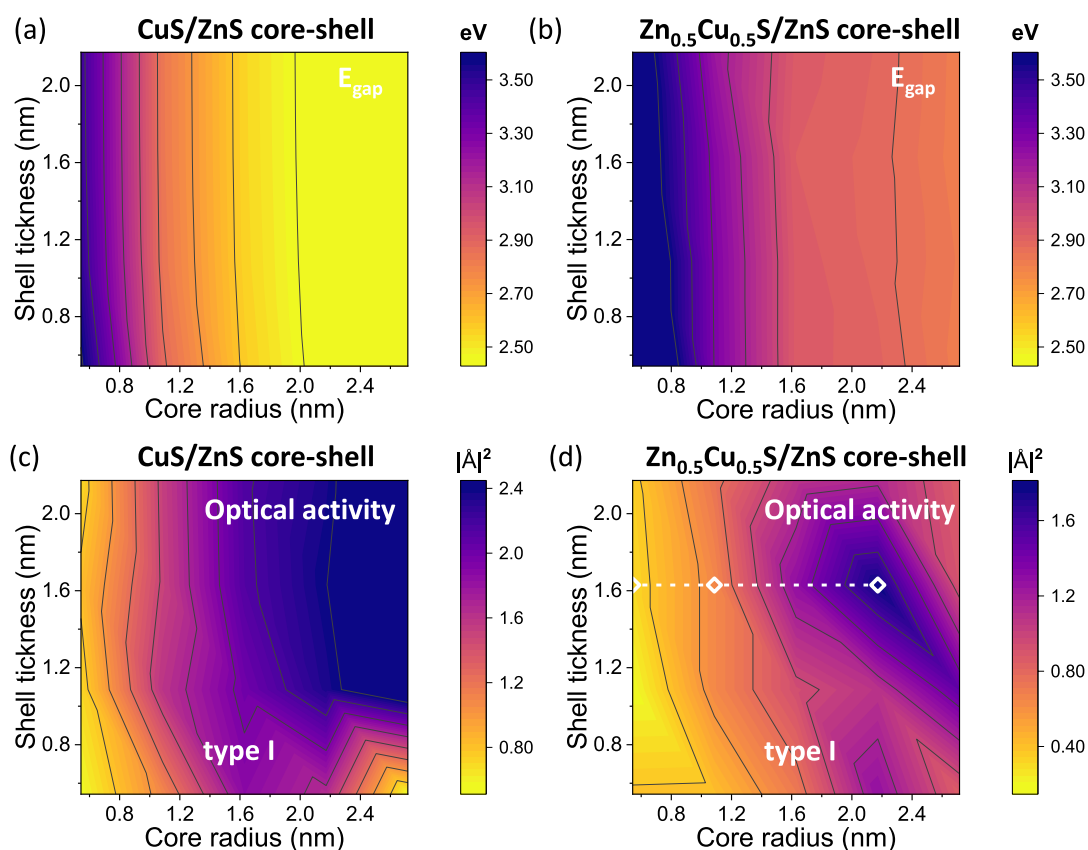 (a) CuS/ZnS core-shell eV
E_gap
3.50
3.30
3.10
2.90
2.70
2.50
2.0
1.6
1.2
0.8
Shell tickness (nm)
0.8 1.2 1.6 2.0 2.4
Core radius (nm)
(b) Zn₀.₅Cu₀.₅S/ZnS core-shell eV
E_gap
3.50
3.30
3.10
2.90
2.70
2.50
2.0
1.6
1.2
0.8
Shell tickness (nm)
0.8 1.2 1.6 2.0 2.4
Core radius (nm)
(c) CuS/ZnS core-shell |Å|²
Optical activity
type I
2.4
2.0
1.6
1.2
0.80
2.0
1.6
1.2
0.8
Shell tickness (nm)
0.8 1.2 1.6 2.0 2.4
Core radius (nm)
(d) Zn₀.₅Cu₀.₅S/ZnS core-shell |Å|²
Optical activity
type I
1.6
1.2
0.80
0.40
2.0
1.6
1.2
0.8
Shell tickness (nm)
0.8 1.2 1.6 2.0 2.4
Core radius (nm)